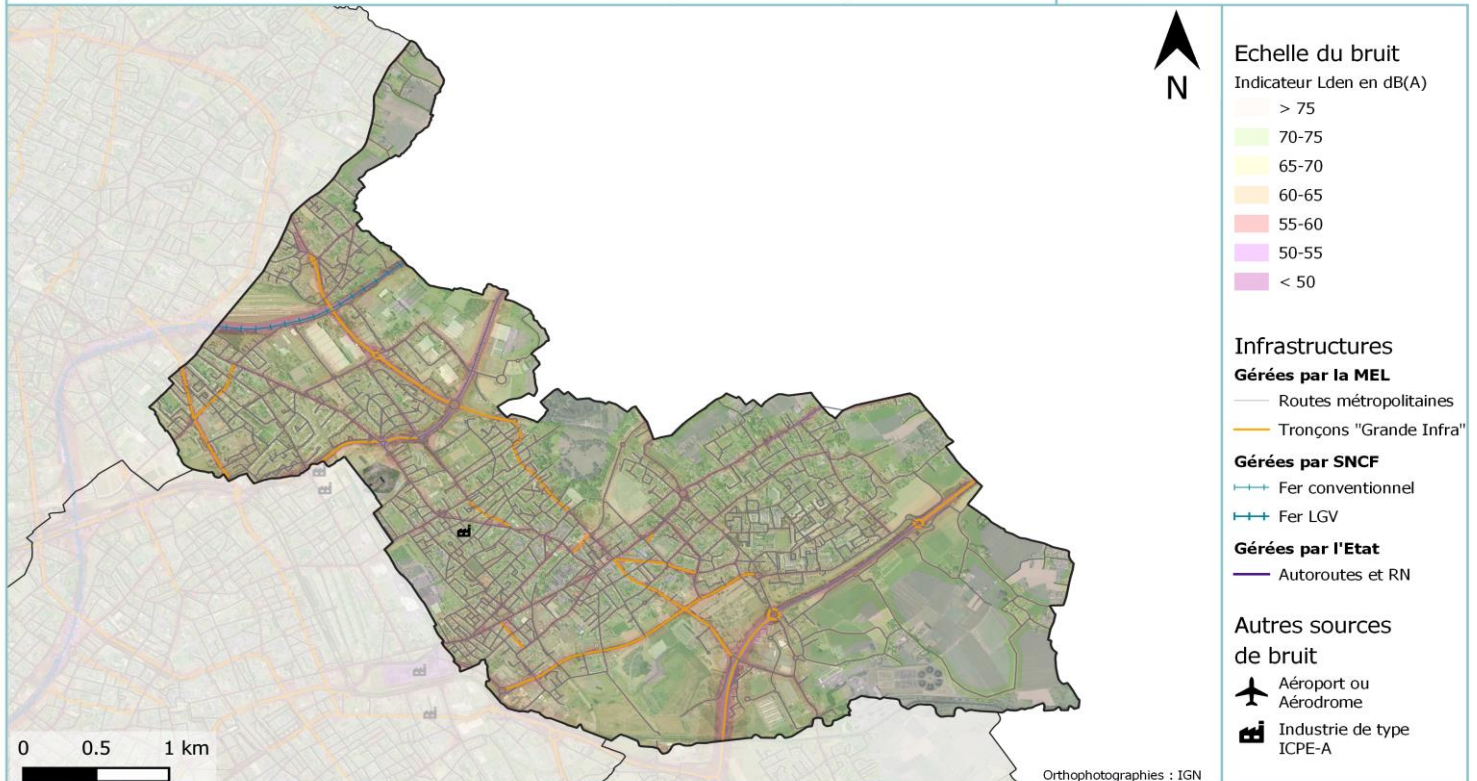 N
Echelle du bruit
Indicateur Lden en dB(A)
> 75
70-75
65-70
60-65
55-60
50-55
< 50
Infrastructures
Gérées par la MEL
Routes métropolitaines
Tronçons "Grande Infra"
Gérées par SNCF
Fer conventionnel
Fer LGV
Gérées par l'Etat
Autoroutes et RN
Autres sources
de bruit
Aéroport ou
Aérodrome
Industrie de type
ICPE-A
0 0.5 1 km
Orthophotographies : IGN